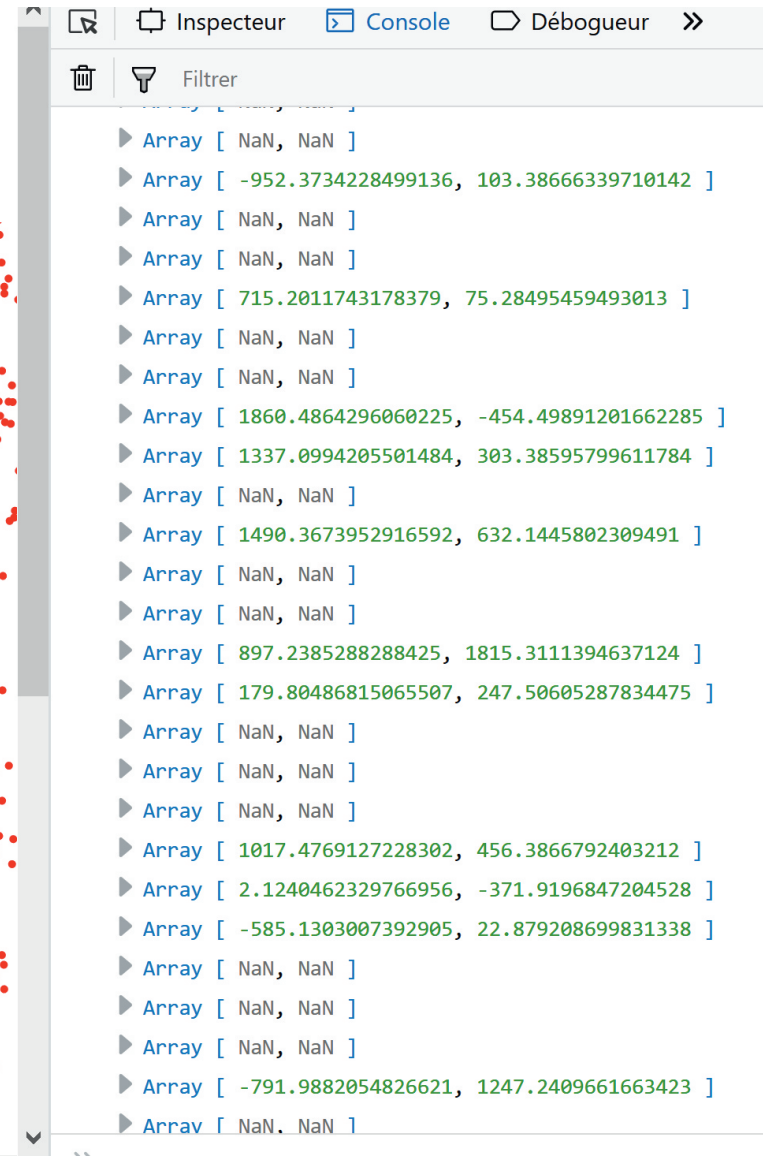 Inspecteur Console Débogueur
Filtrer
Array [ NaN, NaN ]
Array [ -952.3734228499136, 103.38666339710142 ]
Array [ NaN, NaN ]
Array [ NaN, NaN ]
Array [ 715.2011743178379, 75.28495459493013 ]
Array [ NaN, NaN ]
Array [ NaN, NaN ]
Array [ 1860.4864296060225, -454.49891201662285 ]
Array [ 1337.0994205501484, 303.38595799611784 ]
Array [ NaN, NaN ]
Array [ 1490.3673952916592, 632.1445802309491 ]
Array [ NaN, NaN ]
Array [ NaN, NaN ]
Array [ 897.2385288288425, 1815.3111394637124 ]
Array [ 179.80486815065507, 247.50605287834475 ]
Array [ NaN, NaN ]
Array [ NaN, NaN ]
Array [ NaN, NaN ]
Array [ 1017.4769127228302, 456.3866792403212 ]
Array [ 2.1240462329766956, -371.9196847204528 ]
Array [ -585.1303007392905, 22.879208699831338 ]
Array [ NaN, NaN ]
Array [ NaN, NaN ]
Array [ NaN, NaN ]
Array [ -791.9882054826621, 1247.2409661663423 ]
Array [ NaN, NaN ]